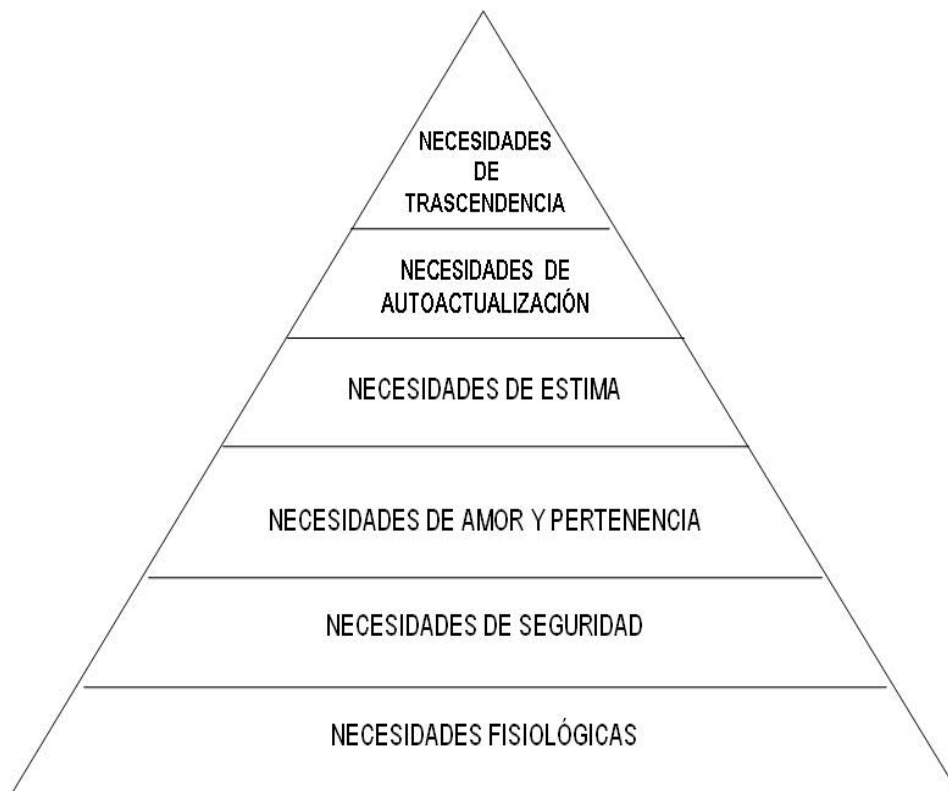 NECESIDADES
DE
TRASCENDENCIA
NECESIDADES DE
AUTOACTUALIZACIÓN
NECESIDADES DE ESTIMA
NECESIDADES DE AMOR Y PERTENENCIA
NECESIDADES DE SEGURIDAD
NECESIDADES FISIOLÓGICAS